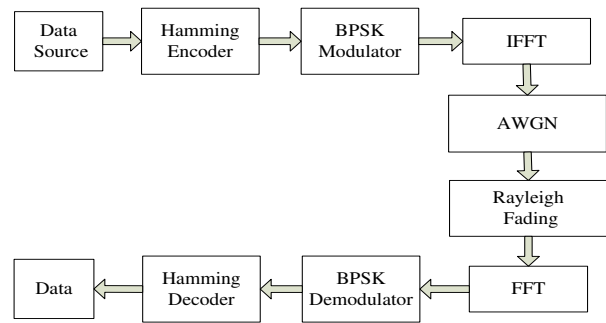 Data
Source
Hamming
Encoder
BPSK
Modulator
IFFT
AWGN
Rayleigh
Fading
FFT
BPSK
Demodulator
Hamming
Decoder
Data